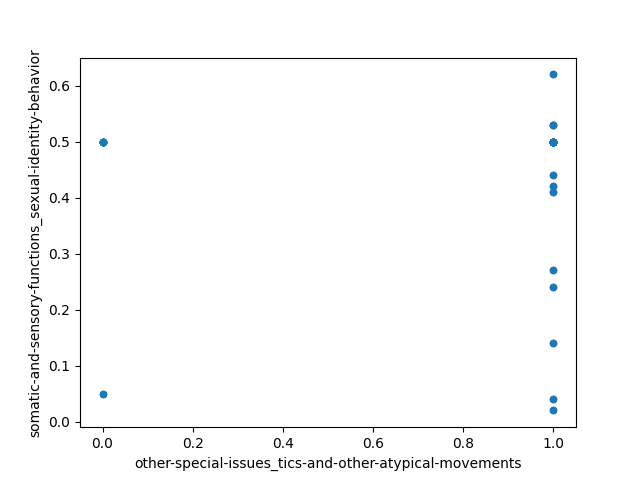 0.6
0.5
0.4
0.3
0.2
0.1
0.0
somatic-and-sensory-functions_sexual-identity-behavior
0.0 0.2 0.4 0.6 0.8 1.0
other-special-issues_tics-and-other-atypical-movements